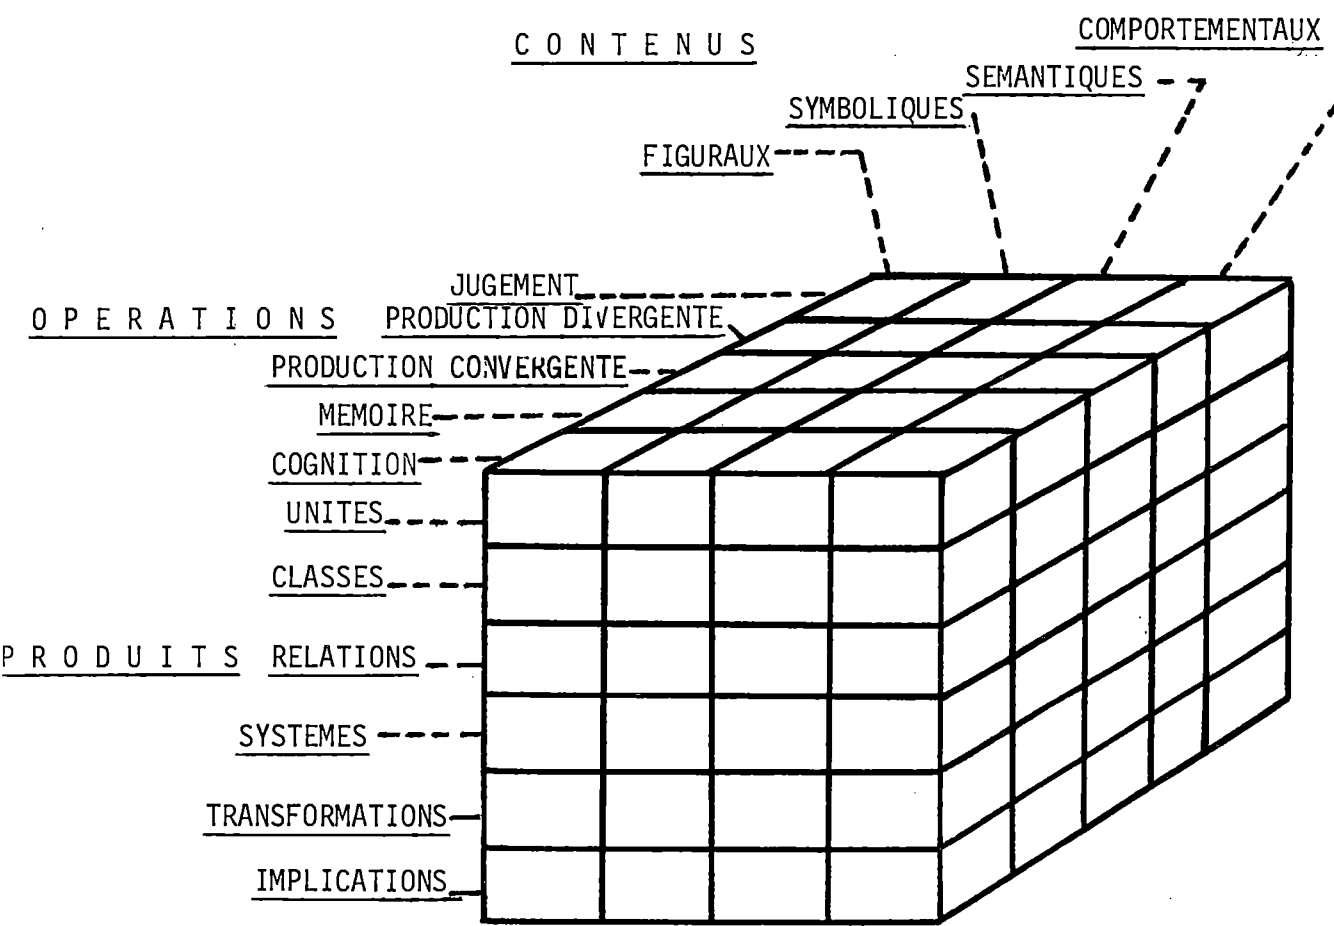 COMPORTEMENTAUX
C O N T E N U S
SEMANTIQUES
SYMBOLIQUES
FIGURAUX
JUGEMENT
O P E R A T I O N S PRODUCTION DIVERGENTE
PRODUCTION CONVERGENTE
MEMOIRE
COGNITION
UNITES
CLASSES
P R O D U I T S RELATIONS
SYSTEMES
TRANSFORMATIONS
IMPLICATIONS